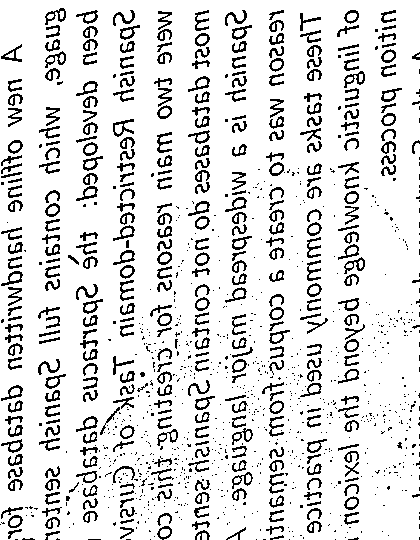 A new offline handwritten database for
guage, which contains full Spanish senten
been developed: the Spartacus database
Spanish Restricted-domain Task of Cursiv
were two main reasons for creating this co
most databases do not contain Spanish sente
Spanish is a widespread major language. A
reason was to create a corpus from semanti
These tasks are commonly used in practice
of linguistic knowledge beyond the lexicon
nition process.